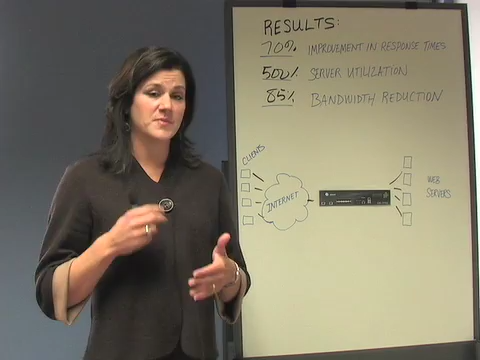 RESULTS:
70% IMPROVEMENT IN RESPONSE TIMES
500% SERVER UTILIZATION
85% BANDWIDTH REDUCTION
CLIENTS
INTERNET
WEB
SERVERS